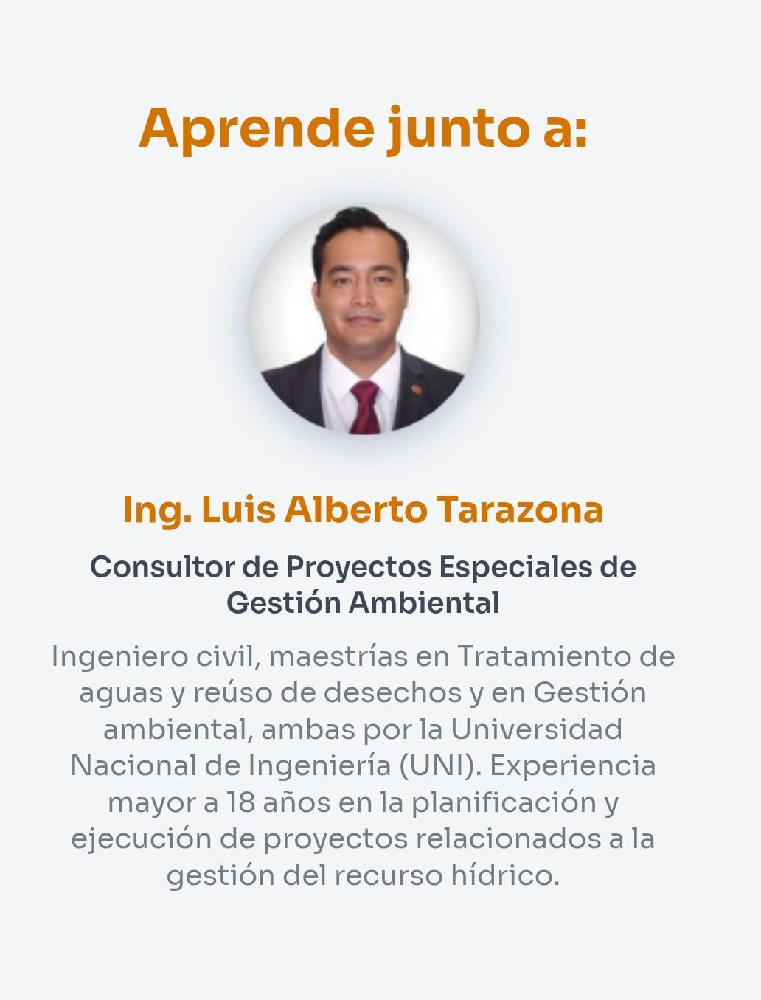 Aprende junto a:
Ing. Luis Alberto Tarazona
Consultor de Proyectos Especiales de
Gestión Ambiental
Ingeniero civil, maestrías en Tratamiento de
aguas y reúso de desechos y en Gestión
ambiental, ambas por la Universidad
Nacional de Ingeniería (UNI). Experiencia
mayor a 18 años en la planificación y
ejecución de proyectos relacionados a la
gestión del recurso hídrico.